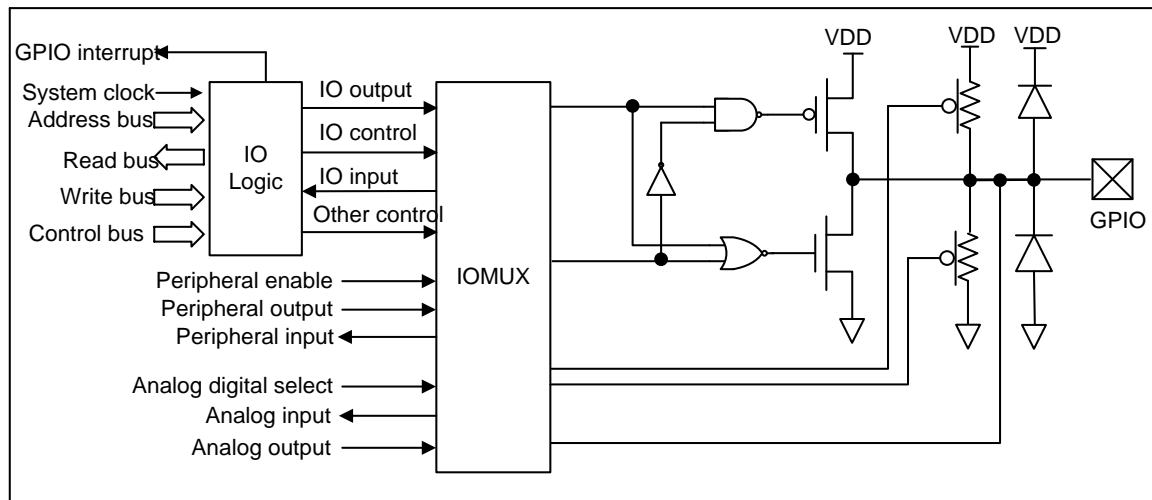 VDD
VDD
VDD
GPIO interrupt
System clock
Address bus
Read bus
Write bus
Control bus
IO
Logic
IO output
IO control
IO input
Other control
IOMUX
GPIO
Peripheral enable
Peripheral output
Peripheral input
Analog digital select
Analog input
Analog output